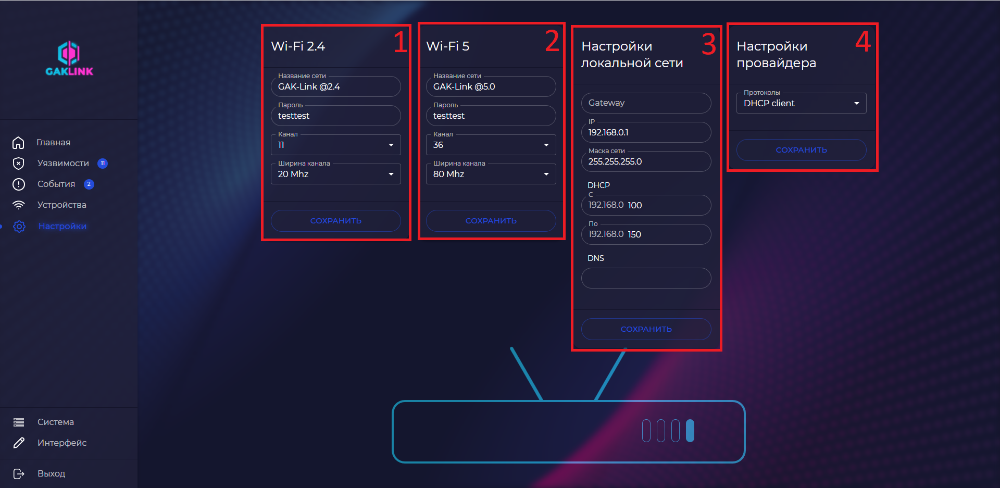 GAKLINK
Главная
Уязвимости 11
События 2
Устройства
Настройки
Система
Интерфейс
Выход
Wi-Fi 2.4 1
Название сети
GAK-Link @2.4
Пароль
testtest
Канал
11
Ширина канала
20 Mhz
СОХРАНИТЬ
Wi-Fi 5 2
Название сети
GAK-Link @5.0
Пароль
testtest
Канал
36
Ширина канала
80 Mhz
СОХРАНИТЬ
Настройки 3
локальной сети
Gateway
IP
192.168.0.1
Маска сети
255.255.255.0
DHCP
С
192.168.0 100
По
192.168.0 150
DNS
СОХРАНИТЬ
Настройки 4
провайдера
Протоколы
DHCP client
СОХРАНИТЬ